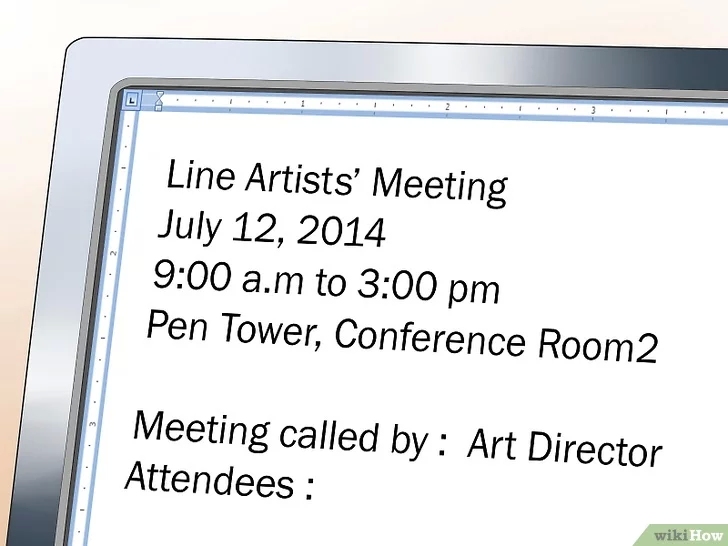 Line Artists’ Meeting
July 12, 2014
9:00 a.m to 3:00 pm
Pen Tower, Conference Room2
Meeting called by : Art Director
Attendees :
wikiHow